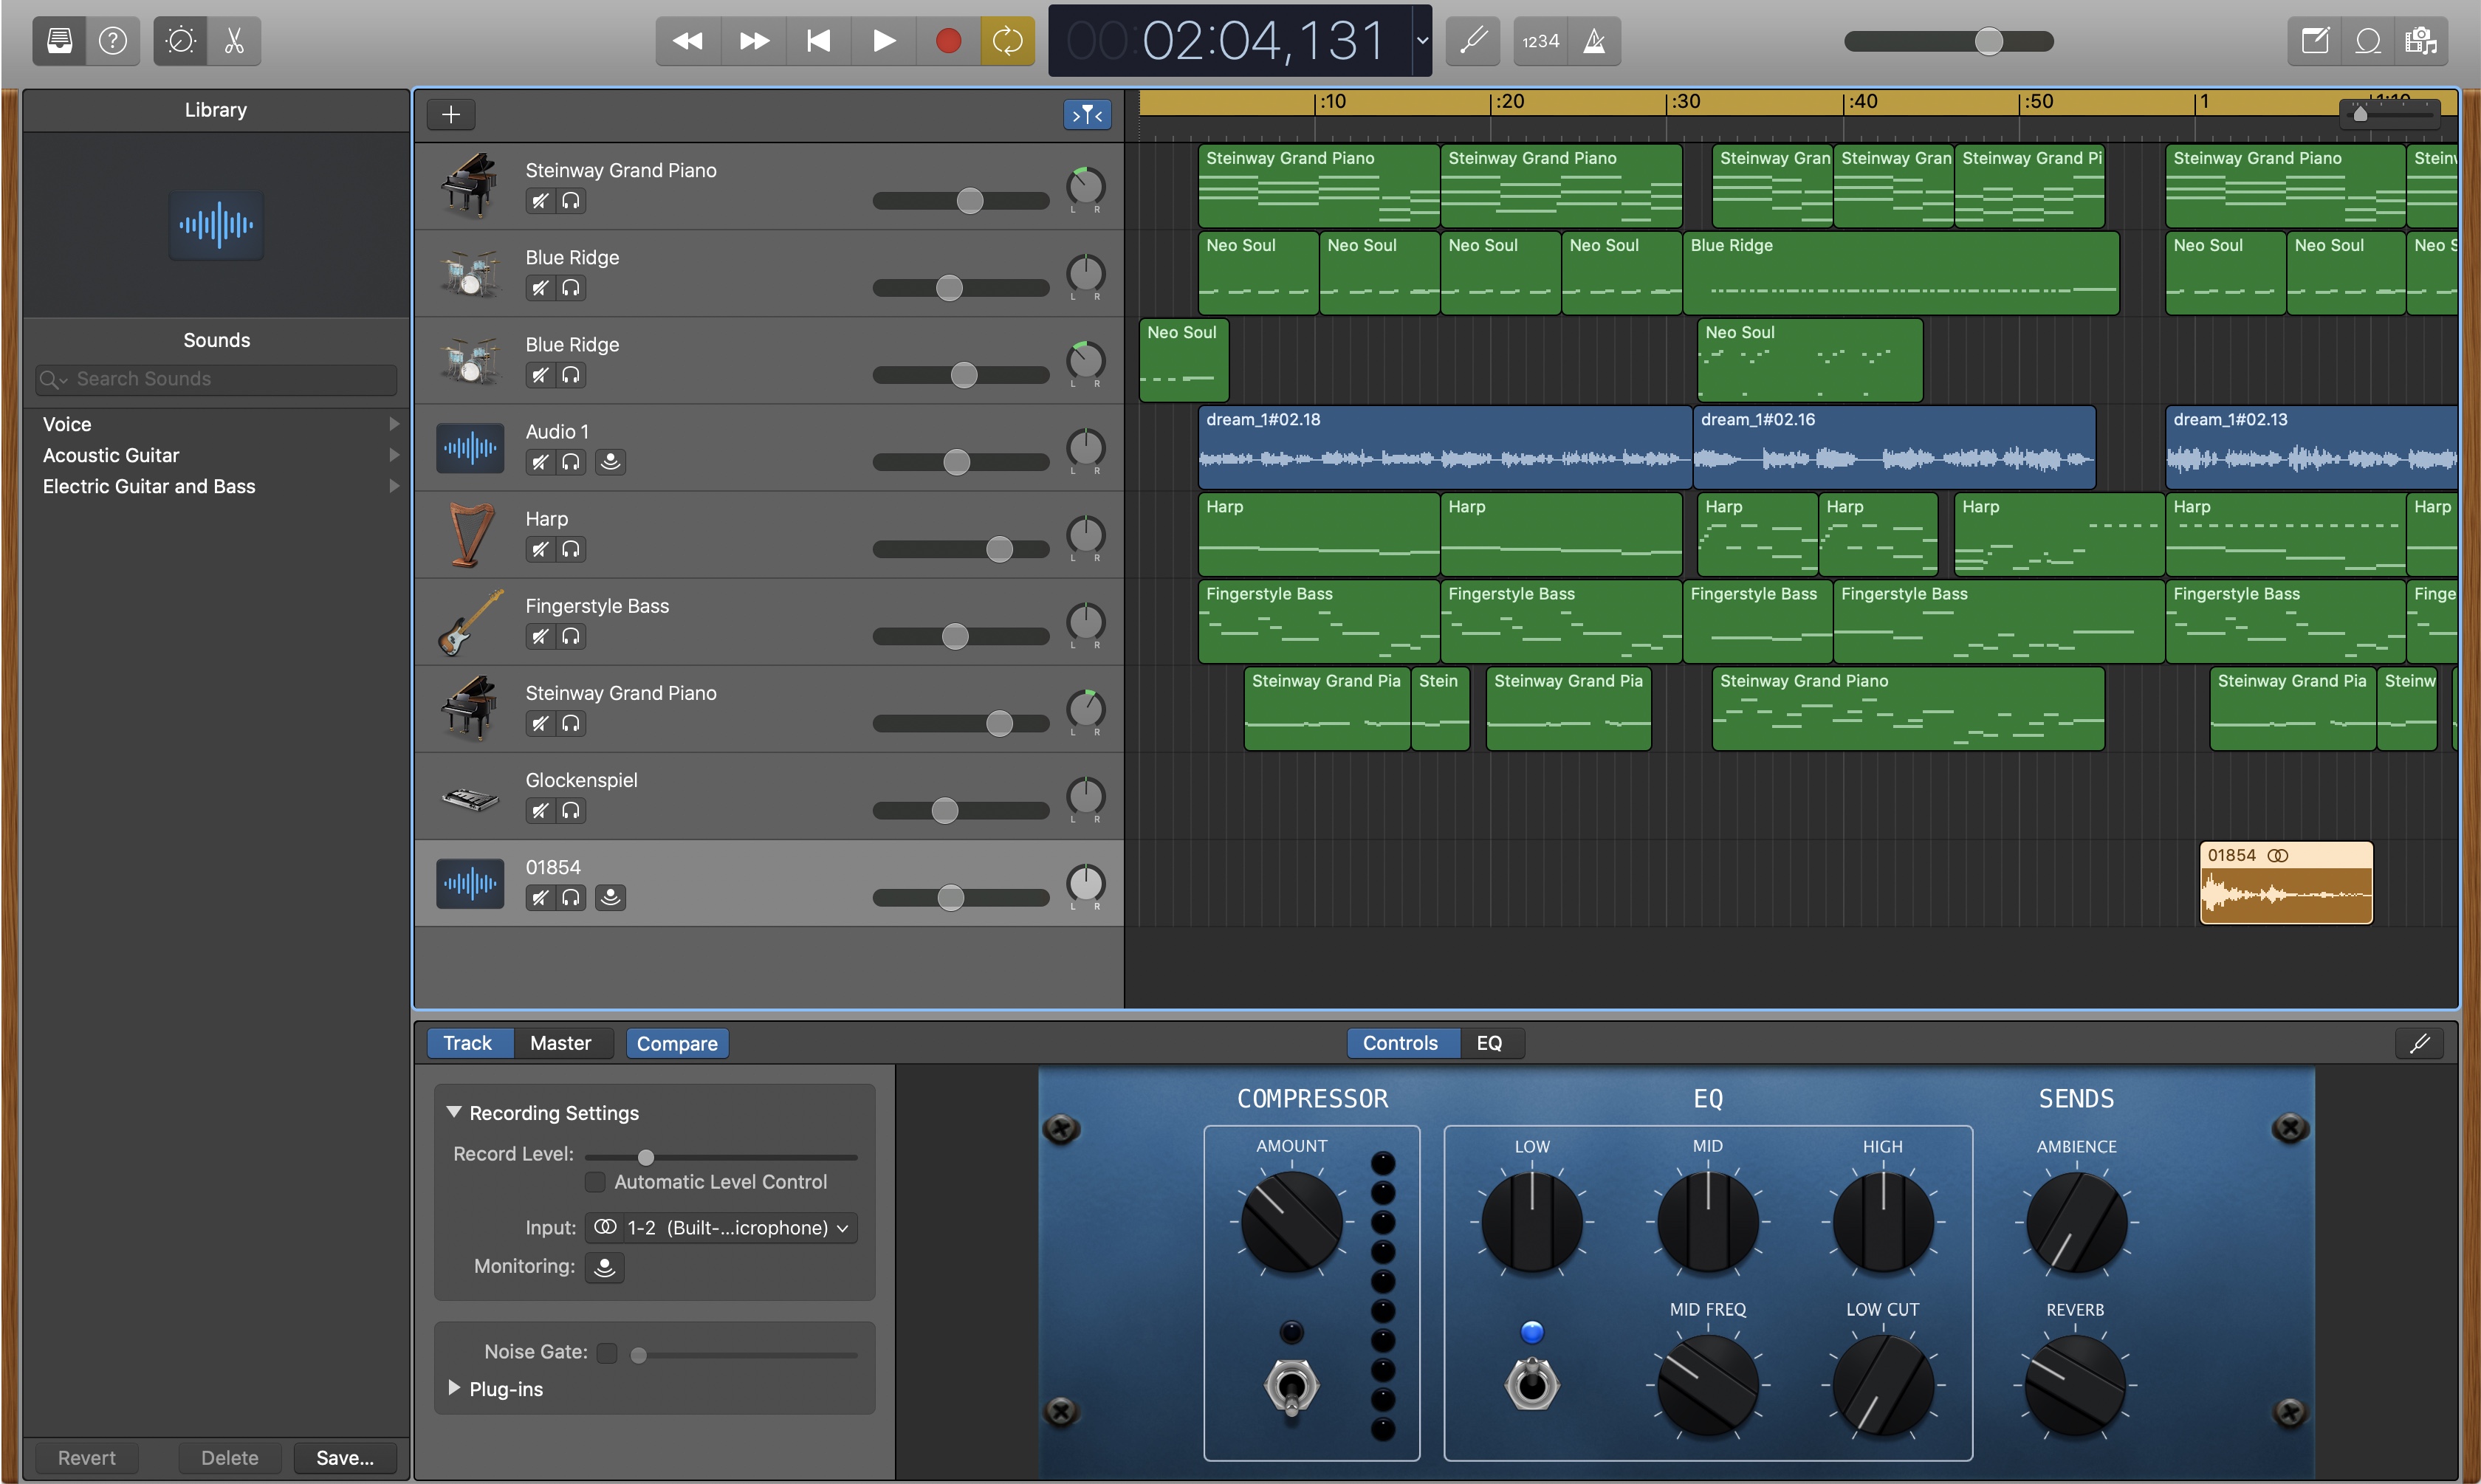 00:02:04,131
1234
Library
Sounds
Search Sounds
Voice
Acoustic Guitar
Electric Guitar and Bass
Revert Delete Save...
:10 :20 :30 :40 :50 1 1:10
Steinway Grand Piano
L R
Steinway Grand Piano Steinway Grand Piano Steinway Gran Steinway Gran Steinway Grand Pi Steinway Grand Piano Stein
Blue Ridge
L R
Neo Soul Neo Soul Neo Soul Neo Soul Blue Ridge Neo Soul Neo Soul Neo S
Blue Ridge
L R
Neo Soul Neo Soul
Audio 1
L R
dream_1#02.18 dream_1#02.16 dream_1#02.13
Harp
L R
Harp Harp Harp Harp Harp Harp Harp
Fingerstyle Bass
L R
Fingerstyle Bass Fingerstyle Bass Fingerstyle Bass Fingerstyle Bass Fingerstyle Bass Finge
Steinway Grand Piano
L R
Steinway Grand Pia Stein Steinway Grand Pia Steinway Grand Piano Steinway Grand Pia Steinw
Glockenspiel
L R
01854
L R
01854
Track Master Compare
Controls EQ
Recording Settings
Record Level:
Automatic Level Control
Input: 1-2 (Built-...icrophone)
Monitoring:
Noise Gate:
Plug-ins
COMPRESSOR EQ SENDS
AMOUNT LOW MID HIGH AMBIENCE
MID FREQ LOW CUT REVERB